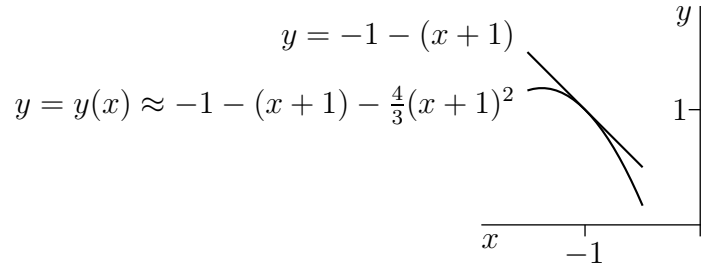 y
y = −1 − (x + 1)
y = y(x) ≈ −1 − (x + 1) − 4/3(x + 1)²
1
x
−1